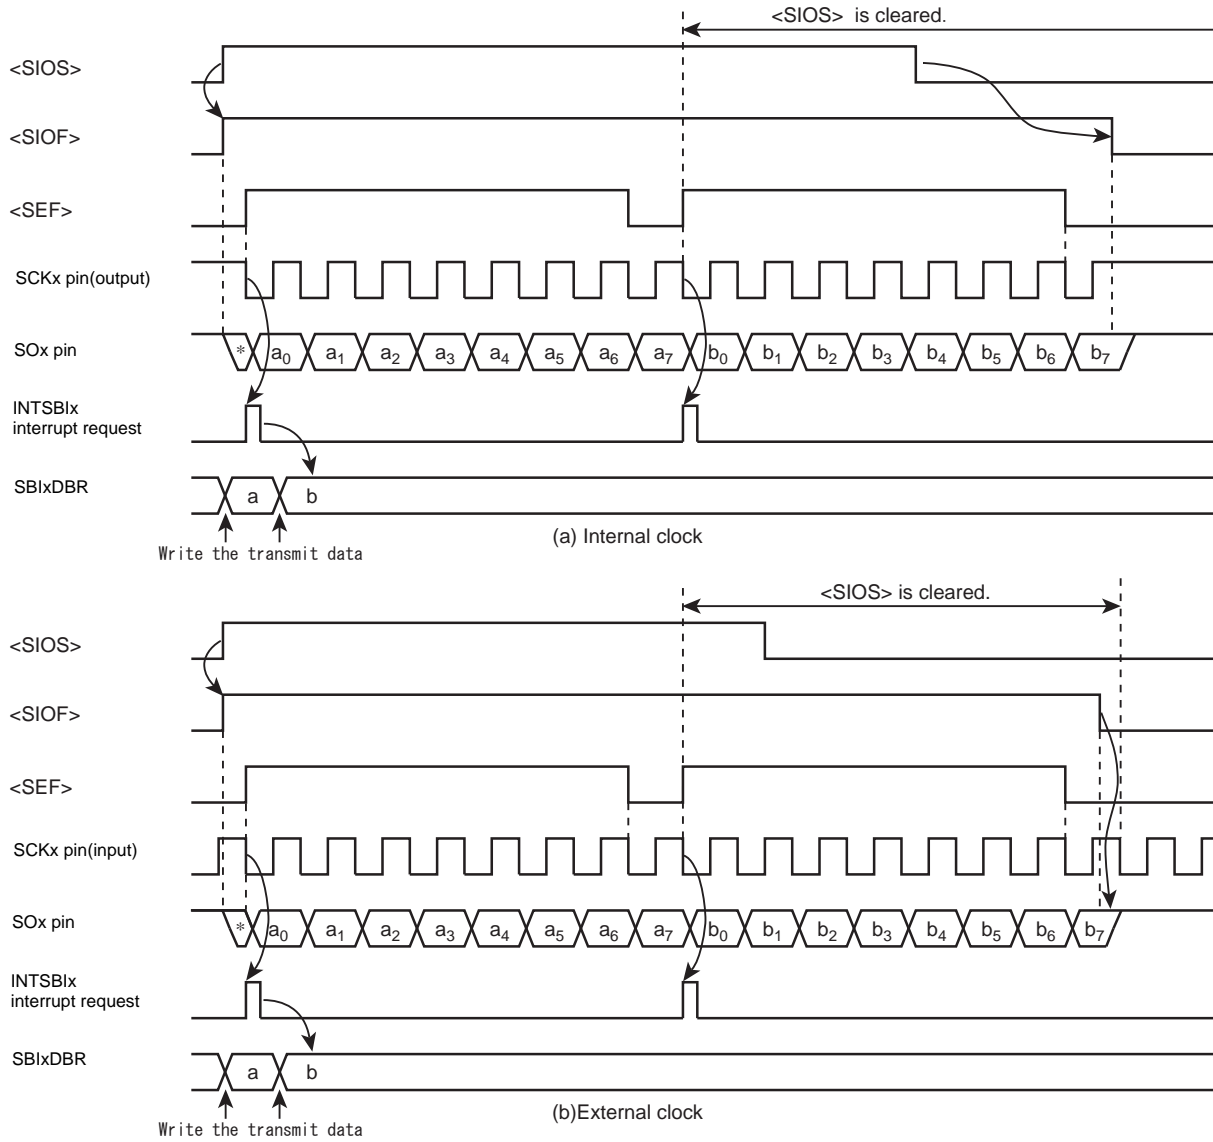 <SIOS> is cleared.
<SIOS>
<SIOF>
<SEF>
SCKx pin(output)
SOx pin
* a0 a1 a2 a3 a4 a5 a6 a7 b0 b1 b2 b3 b4 b5 b6 b7
INTSBIx
interrupt request
SBIxDBR
a b
Write the transmit data
(a) Internal clock
<SIOS> is cleared.
<SIOS>
<SIOF>
<SEF>
SCKx pin(input)
SOx pin
* a0 a1 a2 a3 a4 a5 a6 a7 b0 b1 b2 b3 b4 b5 b6 b7
INTSBIx
interrupt request
SBIxDBR
a b
Write the transmit data
(b)External clock